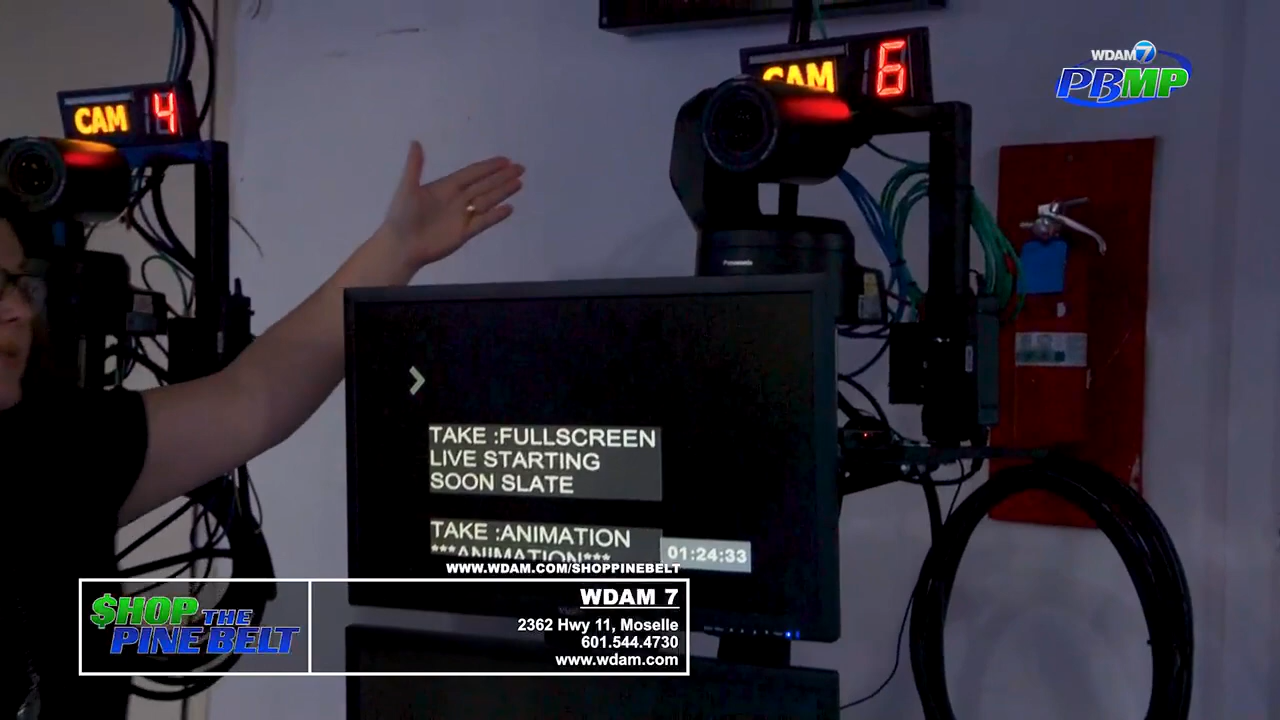 CAM 4
CAM 6
WDAM 7
PBMP
Panasonic
TAKE :FULLSCREEN
LIVE STARTING
SOON SLATE
TAKE :ANIMATION
***ANIMATION***
01:24:33
WWW.WDAM.COM/SHOPPINEBELT
$HOP THE
PINE BELT
WDAM 7
2362 Hwy 11, Moselle
601.544.4730
www.wdam.com